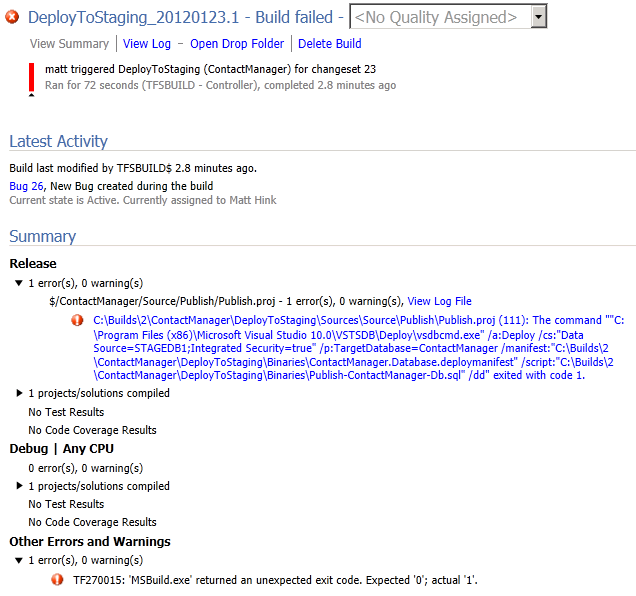 DeployToStaging_20120123.1 - Build failed - <No Quality Assigned>
View Summary | View Log - Open Drop Folder | Delete Build
matt triggered DeployToStaging (ContactManager) for changeset 23
Ran for 72 seconds (TFSBUILD - Controller), completed 2.8 minutes ago
Latest Activity
Build last modified by TFSBUILD$ 2.8 minutes ago.
Bug 26, New Bug created during the build
Current state is Active. Currently assigned to Matt Hink
Summary
Release
1 error(s), 0 warning(s)
$/ContactManager/Source/Publish/Publish.proj - 1 error(s), 0 warning(s), View Log File
C:\Builds\2\ContactManager\DeployToStaging\Sources\Source\Publish\Publish.proj (111): The command ""C:
\Program Files (x86)\Microsoft Visual Studio 10.0\VSTSDB\Deploy\vsdbcmd.exe" /a:Deploy /cs:"Data
Source=STAGEDB1;Integrated Security=true" /p:TargetDatabase=ContactManager /manifest:"C:\Builds\2
\ContactManager\DeployToStaging\Binaries\ContactManager.Database.deploymanifest" /script:"C:\Builds\2
\ContactManager\DeployToStaging\Binaries\Publish-ContactManager-Db.sql" /dd" exited with code 1.
1 projects/solutions compiled
No Test Results
No Code Coverage Results
Debug | Any CPU
0 error(s), 0 warning(s)
1 projects/solutions compiled
No Test Results
No Code Coverage Results
Other Errors and Warnings
1 error(s), 0 warning(s)
TF270015: 'MSBuild.exe' returned an unexpected exit code. Expected '0'; actual '1'.